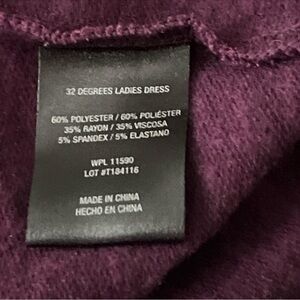 32 DEGREES LADIES DRESS
60% POLYESTER / 60% POLIÉSTER
35% RAYON / 35% VISCOSA
5% SPANDEX / 5% ELASTANO
WPL 11590
LOT #T184116
MADE IN CHINA
HECHO EN CHINA